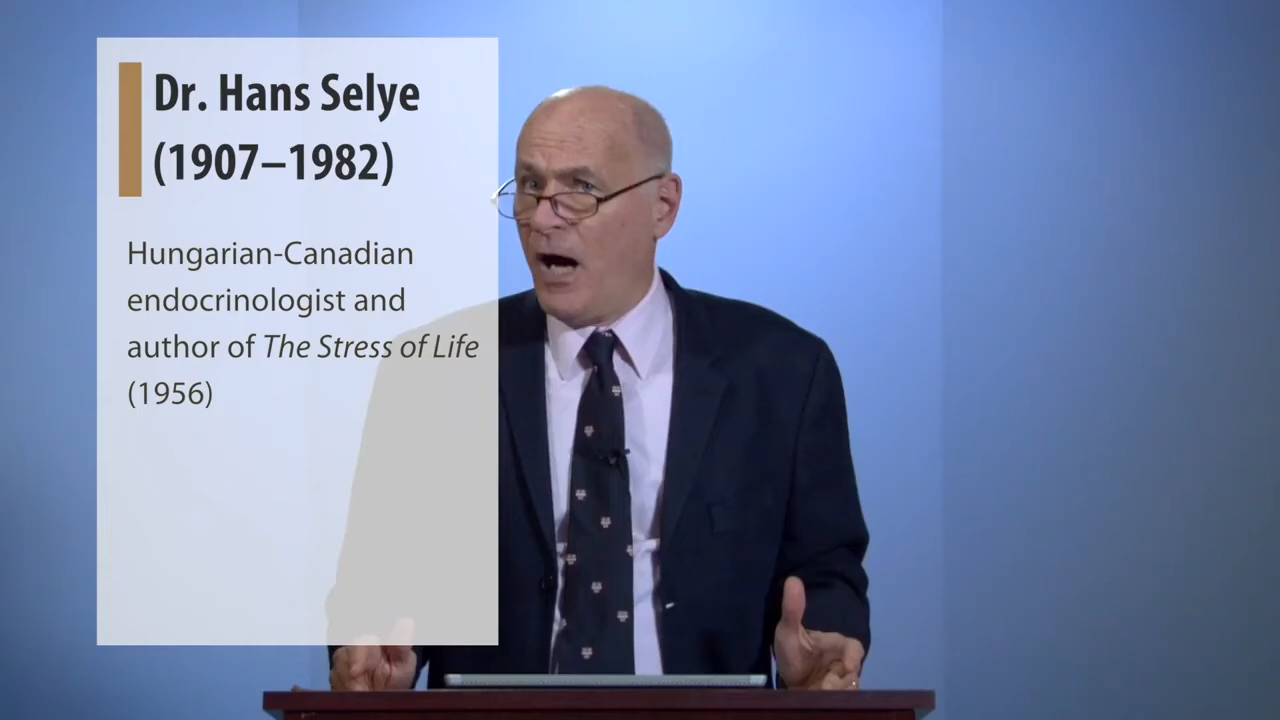 Dr. Hans Selye
(1907–1982)
Hungarian-Canadian
endocrinologist and
author of The Stress of Life
(1956)